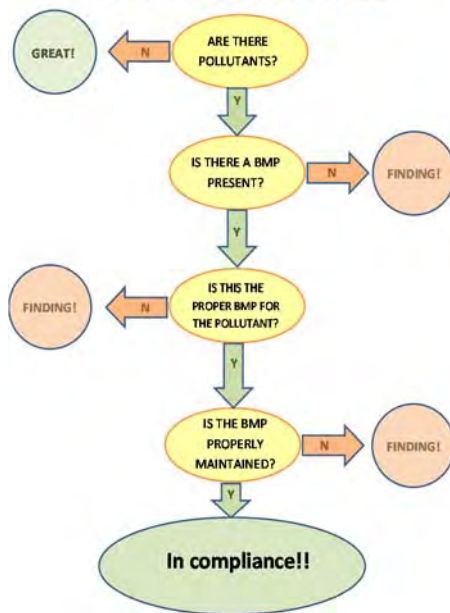 ARE THERE
POLLUTANTS?
N
GREAT!
Y
IS THERE A BMP
PRESENT?
N
FINDING!
Y
IS THIS THE
PROPER BMP FOR
THE POLLUTANT?
N
FINDING!
Y
IS THE BMP
PROPERLY
MAINTAINED?
N
FINDING!
Y
In compliance!!